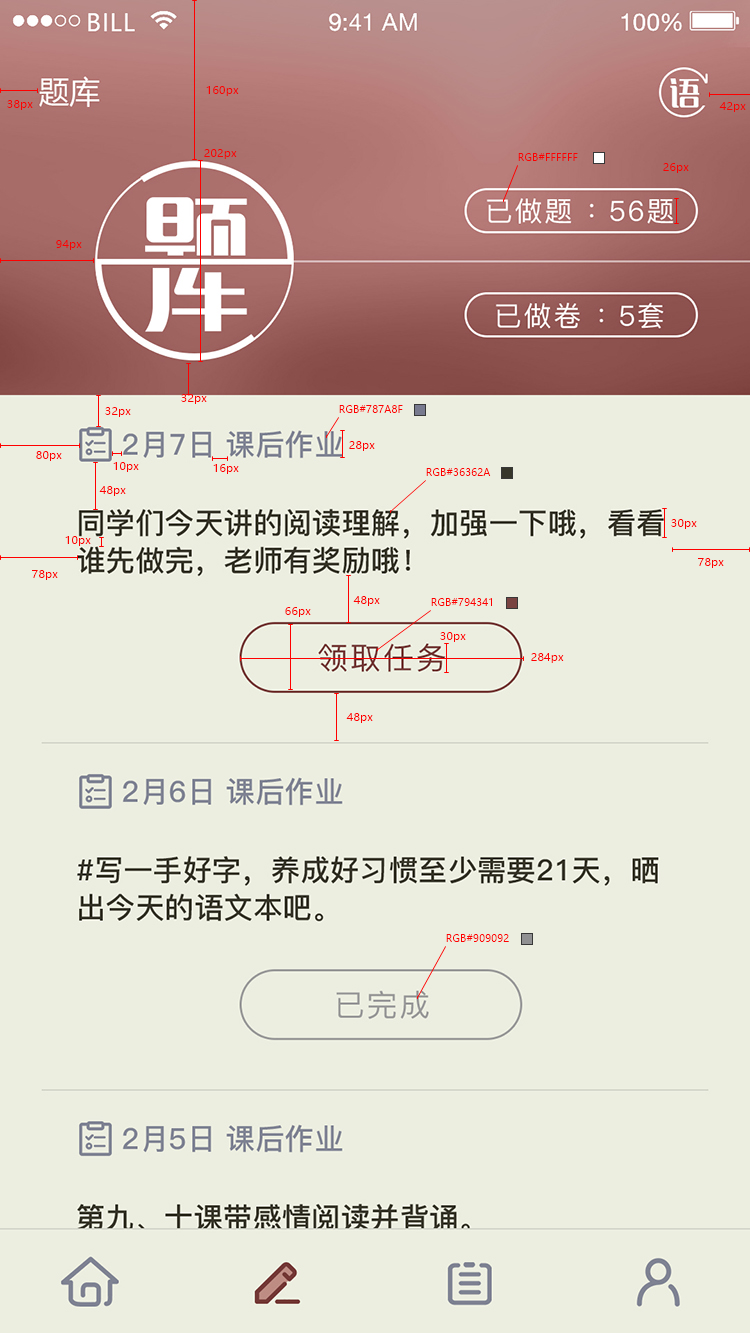 BILL 9:41 AM 100%
题库 语
38px 160px 42px
202px RGB#FFFFFF
26px
题 已做题：56题
94px
库 已做卷：5套
32px
32px RGB#787A8F
2月7日 课后作业 28px
80px 10px 16px
RGB#36362A
48px
同学们今天讲的阅读理解，加强一下哦，看看 30px
10px
谁先做完，老师有奖励哦！
78px 78px
48px RGB#794341
66px
30px
领取任务 284px
48px
2月6日 课后作业
#写一手好字，养成好习惯至少需要21天，晒
出今天的语文本吧。
RGB#909092
已完成
2月5日 课后作业
第九、十课带感情阅读并背诵。